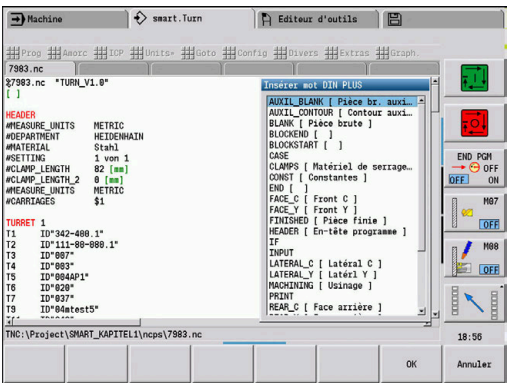 Machine
smart.Turn
Editeur d'outils
Prog Amorc ICP Units» Goto Config Divers Extras Graph.
7983.nc
%7983.nc "TURN_V1.0"
[ ]
HEADER
#MEASURE_UNITS METRIC
#DEPARTMENT HEIDENHAIN
#MATERIAL Stahl
#SETTING 1 von 1
#CLAMP_LENGTH 82 [mm]
#CLAMP_LENGTH_2 0 [mm]
#MEASURE_UNITS METRIC
#CARRIAGES $1
TURRET 1
T1 ID"342-400.1"
T2 ID"111-80-080.1"
T3 ID"007"
T4 ID"003"
T5 ID"004AP1"
T6 ID"020"
T7 ID"037"
T9 ID"04mtest5"
Insérer mot DIN PLUS
AUXIL_BLANK [ Pièce br. auxi…
AUXIL_CONTOUR [ Contour auxi…
BLANK [ Pièce brute ]
BLOCKEND [ ]
BLOCKSTART [ ]
CASE
CLAMPS [ Matériel de serrage…
CONST [ Constantes ]
END [ ]
FACE_C [ Front C ]
FACE_Y [ Front Y ]
FINISHED [ Pièce finie ]
HEADER [ En-tête programme ]
IF
INPUT
LATERAL_C [ Latéral C ]
LATERAL_Y [ Latérl Y ]
MACHINING [ Usinage ]
PRINT
REAR_C [ Face arrière ]
END PGM
OFF
OFF ON
M07
OFF
M08
OFF
TNC:\Project\SMART_KAPITEL1\ncps\7983.nc
18:56
OK
Annuler